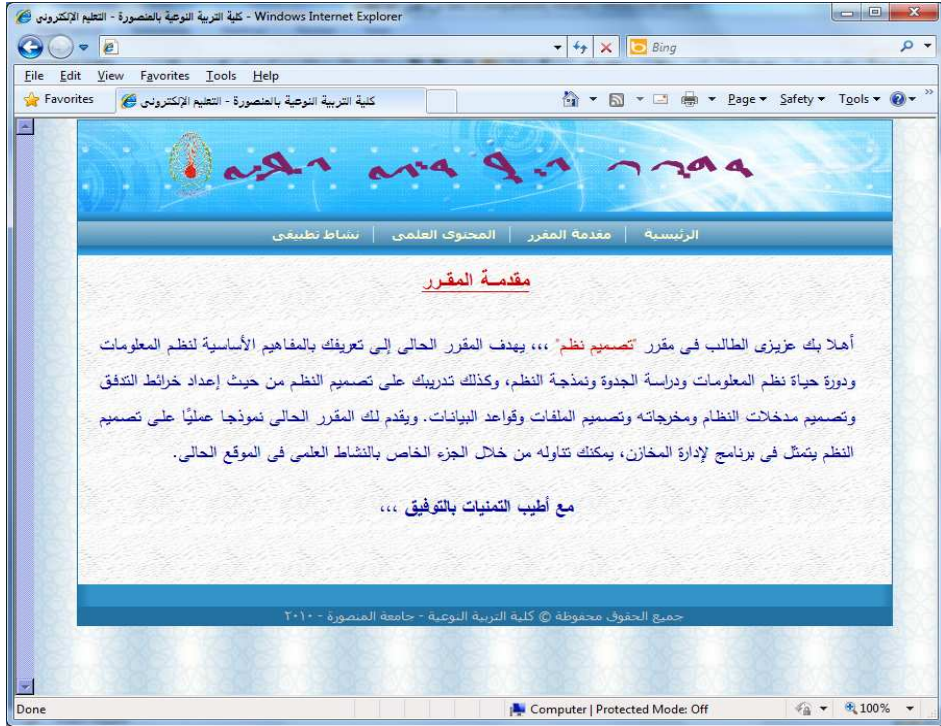 كلية التربية النوعية بالمنصورة - التعليم الإلكترونى - Windows Internet Explorer
Bing
File Edit View Favorites Tools Help
Favorites كلية التربية النوعية بالمنصورة - التعليم الإلكترونى Page Safety Tools
الرئيسية | مقدمة المقرر | المحتوى العلمى | نشاط تطبيقى
مقدمــة المقـرر
أهلا بك عزيزى الطالب فى مقرر "تصميم نظم" ،،، يهدف المقرر الحالى إلى تعريفك بالمفاهيم الأساسية لنظم المعلومات
ودورة حياة نظم المعلومات ودراسة الجدوة ونمذجة النظم، وكذلك تدريبك على تصميم النظم من حيث إعداد خرائط التدفق
وتصميم مدخلات النظام ومخرجاته وتصميم الملفات وقواعد البيانات. ويقدم لك المقرر الحالى نموذجا عمليًا على تصميم
النظم يتمثل فى برنامج لإدارة المخازن، يمكنك تتاوله من خلال الجزء الخاص بالنشاط العلمى فى الموقع الحالى.
مع أطيب التمنيات بالتوفيق ،،،
جميع الحقوق محفوظة © كلية التربية النوعية - جامعة المنصورة - ٢٠١٠
Done Computer | Protected Mode: Off 100%